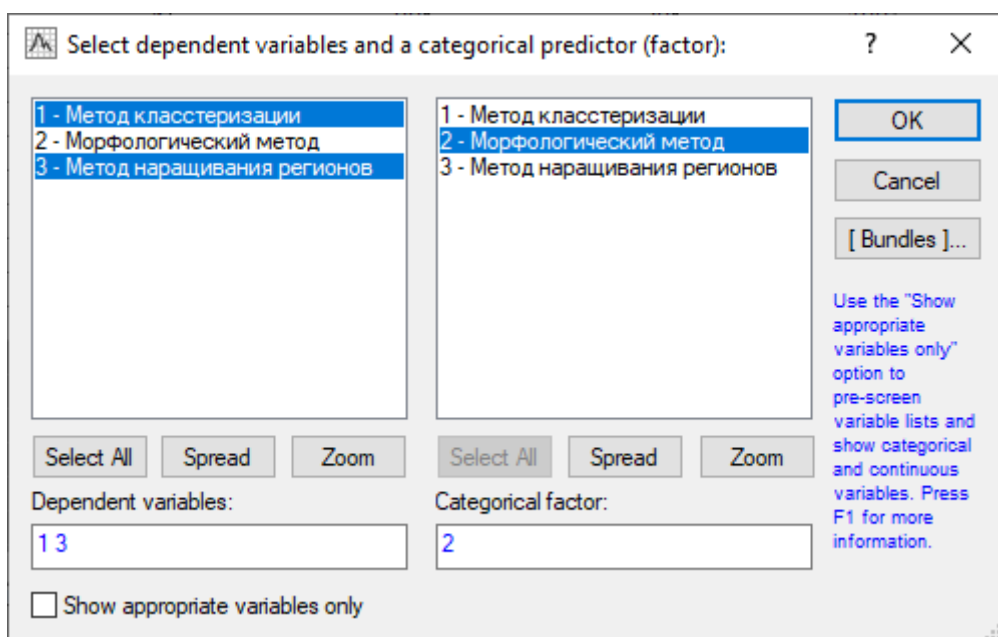 Select dependent variables and a categorical predictor (factor):
?
1 - Метод класстеризации
2 - Морфологический метод
3 - Метод наращивания регионов
1 - Метод класстеризации
2 - Морфологический метод
3 - Метод наращивания регионов
OK
Cancel
[ Bundles ]...
Use the "Show
appropriate
variables only"
option to
pre-screen
variable lists and
show categorical
and continuous
variables. Press
F1 for more
information.
Select All
Spread
Zoom
Select All
Spread
Zoom
Dependent variables:
Categorical factor:
1 3
2
Show appropriate variables only